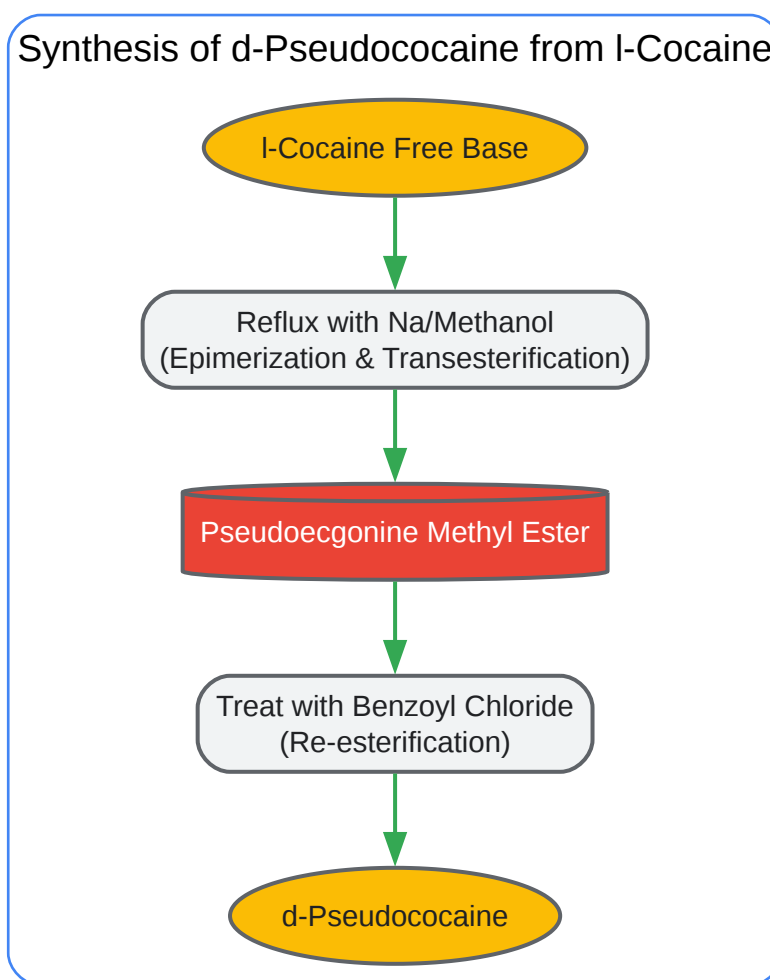 Synthesis of d-Pseudococaine from l-Cocaine
l-Cocaine Free Base
Reflux with Na/Methanol
(Epimerization & Transesterification)
Pseudoecgonine Methyl Ester
Treat with Benzoyl Chloride
(Re-esterification)
d-Pseudococaine